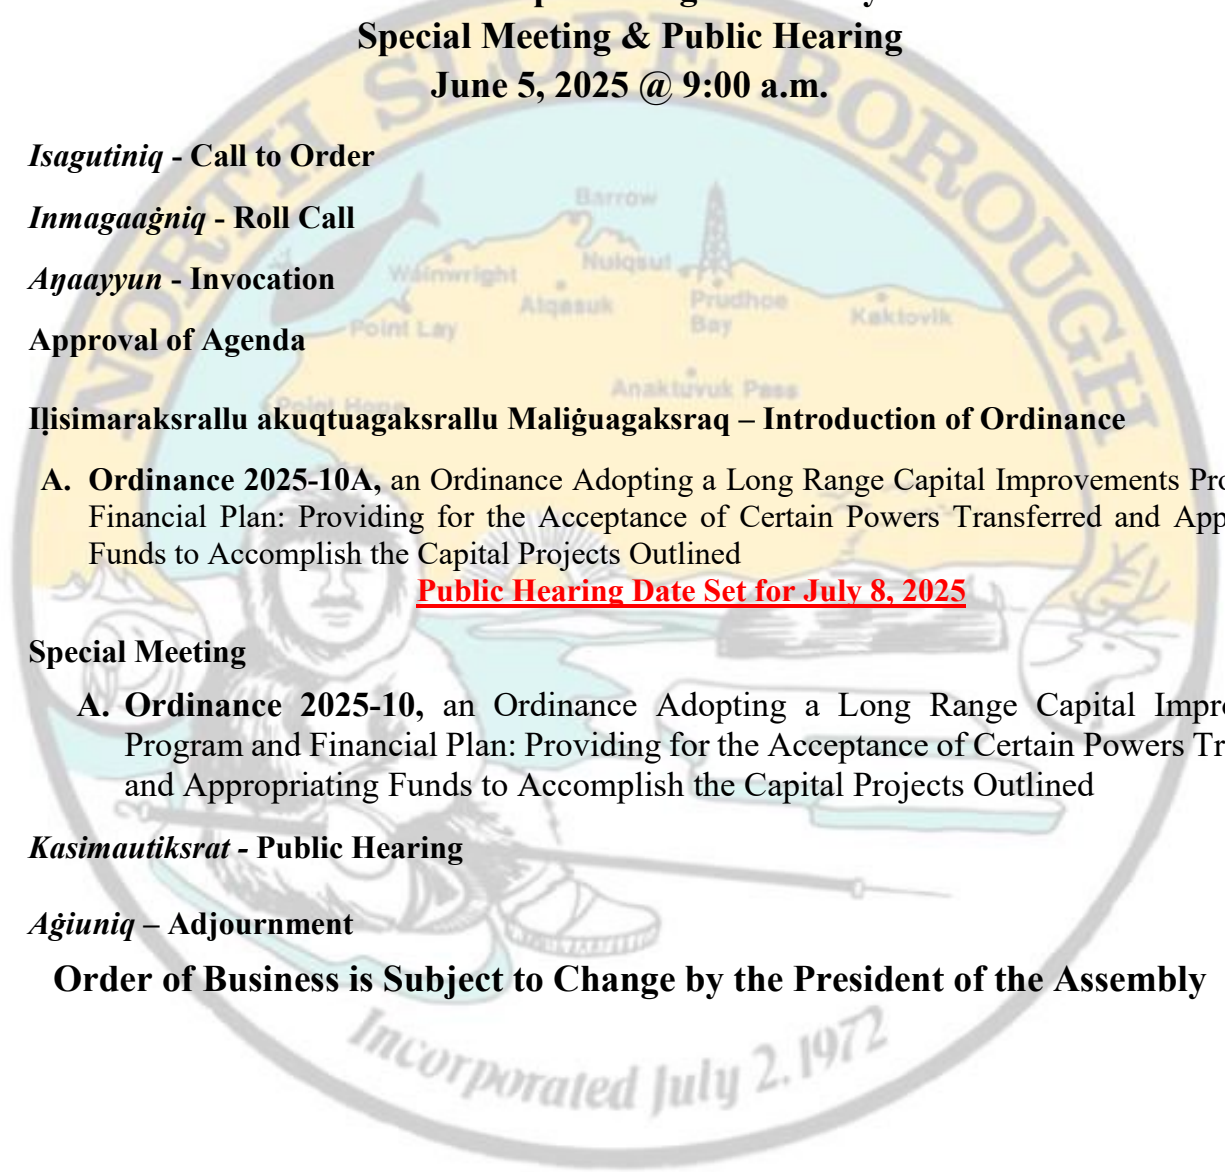 Special Meeting & Public Hearing
June 5, 2025 @ 9:00 a.m.
Isagutiniq - Call to Order
Inmagaaġniq - Roll Call
Aŋaayyun - Invocation
Approval of Agenda
Iḷisimaraksrallu akuqtuagaksrallu Maliġuagaksraq – Introduction of Ordinance
A. Ordinance 2025-10A, an Ordinance Adopting a Long Range Capital Improvements
Financial Plan: Providing for the Acceptance of Certain Powers Transferred and
Funds to Accomplish the Capital Projects Outlined
Public Hearing Date Set for July 8, 2025
Special Meeting
A. Ordinance 2025-10, an Ordinance Adopting a Long Range Capital
Program and Financial Plan: Providing for the Acceptance of Certain Powers
and Appropriating Funds to Accomplish the Capital Projects Outlined
Kasimautiksrat - Public Hearing
Aġiuniq – Adjournment
Order of Business is Subject to Change by the President of the Assembly
NORTH SLOPE BOROUGH
Barrow
Wainwright
Nuiqsut
Atqasuk
Prudhoe
Bay
Kaktovik
Point Lay
Anaktuvuk Pass
Point Hope
Incorporated July 2, 1972